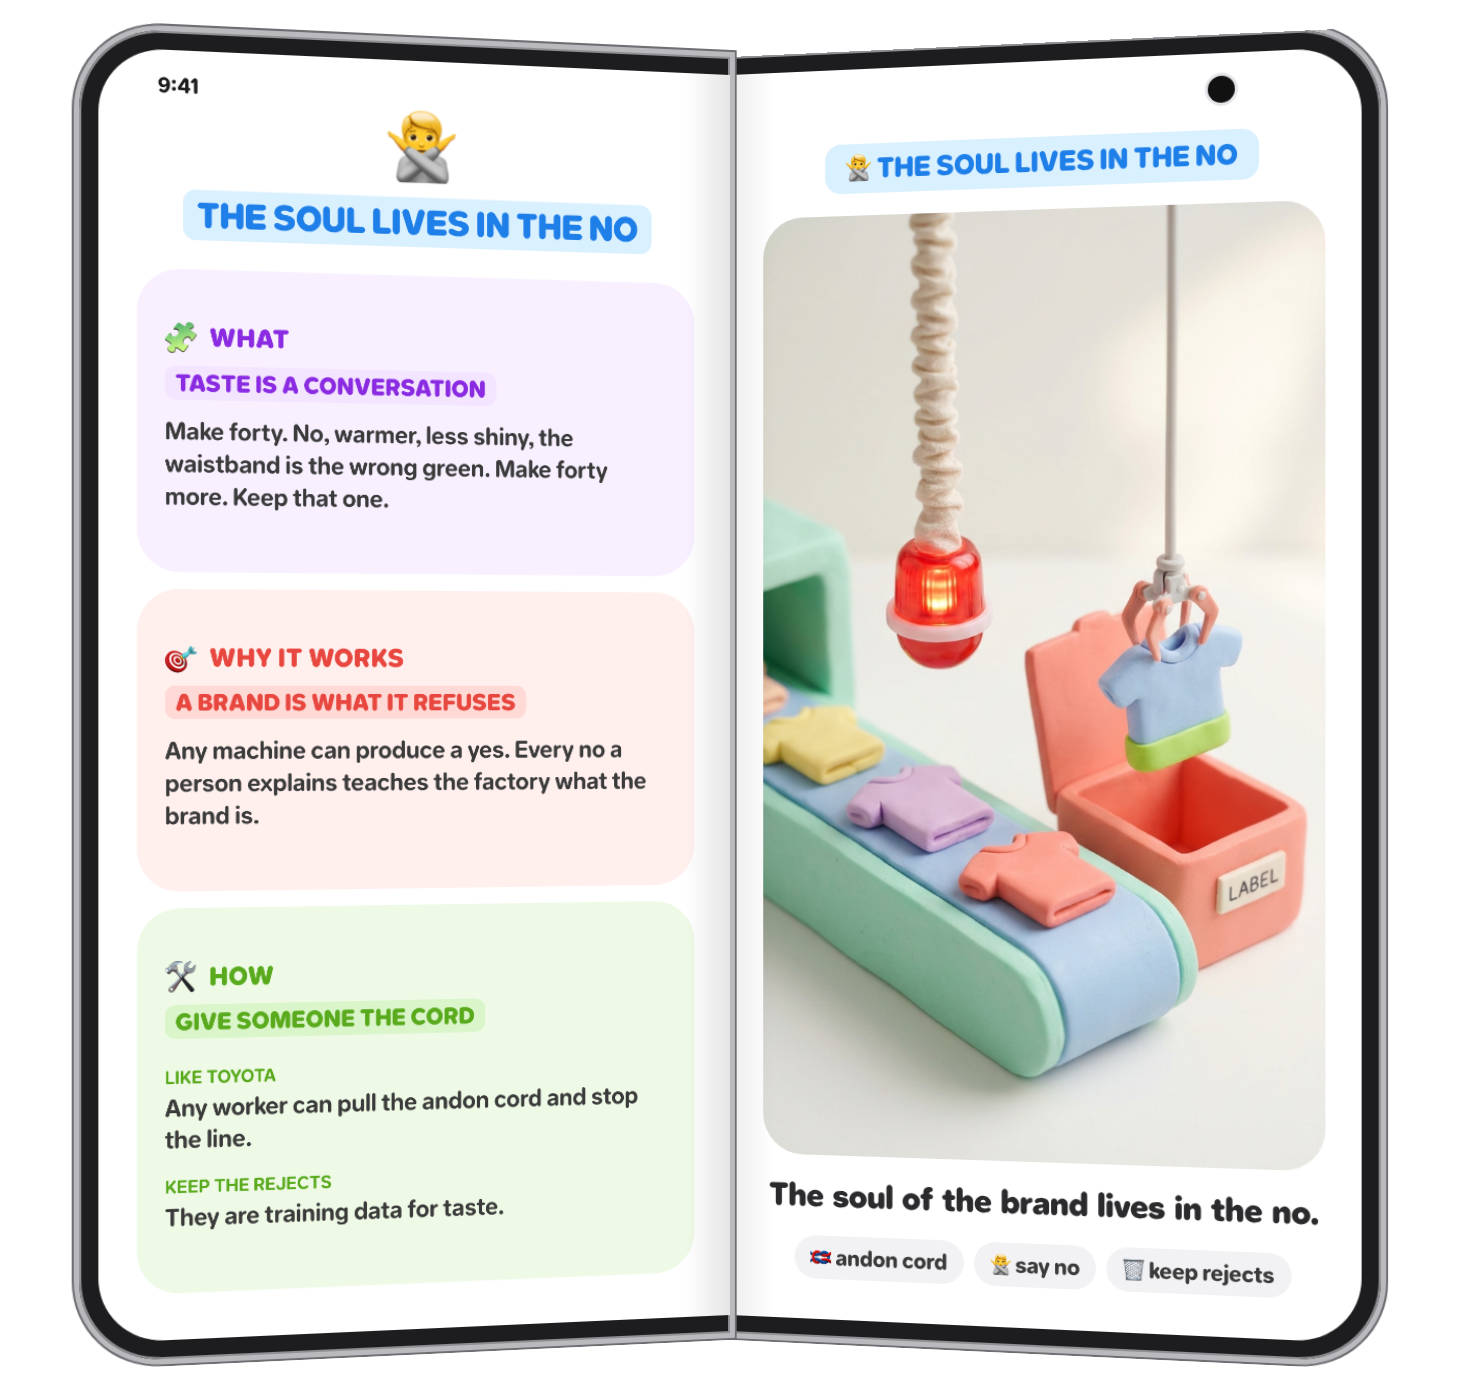 9:41
THE SOUL LIVES IN THE NO
WHAT
TASTE IS A CONVERSATION
Make forty. No, warmer, less shiny, the
waistband is the wrong green. Make forty
more. Keep that one.
WHY IT WORKS
A BRAND IS WHAT IT REFUSES
Any machine can produce a yes. Every no a
person explains teaches the factory what the
brand is.
HOW
GIVE SOMEONE THE CORD
LIKE TOYOTA
Any worker can pull the andon cord and stop
the line.
KEEP THE REJECTS
They are training data for taste.
THE SOUL LIVES IN THE NO
LABEL
The soul of the brand lives in the no.
andon cord
say no
keep rejects